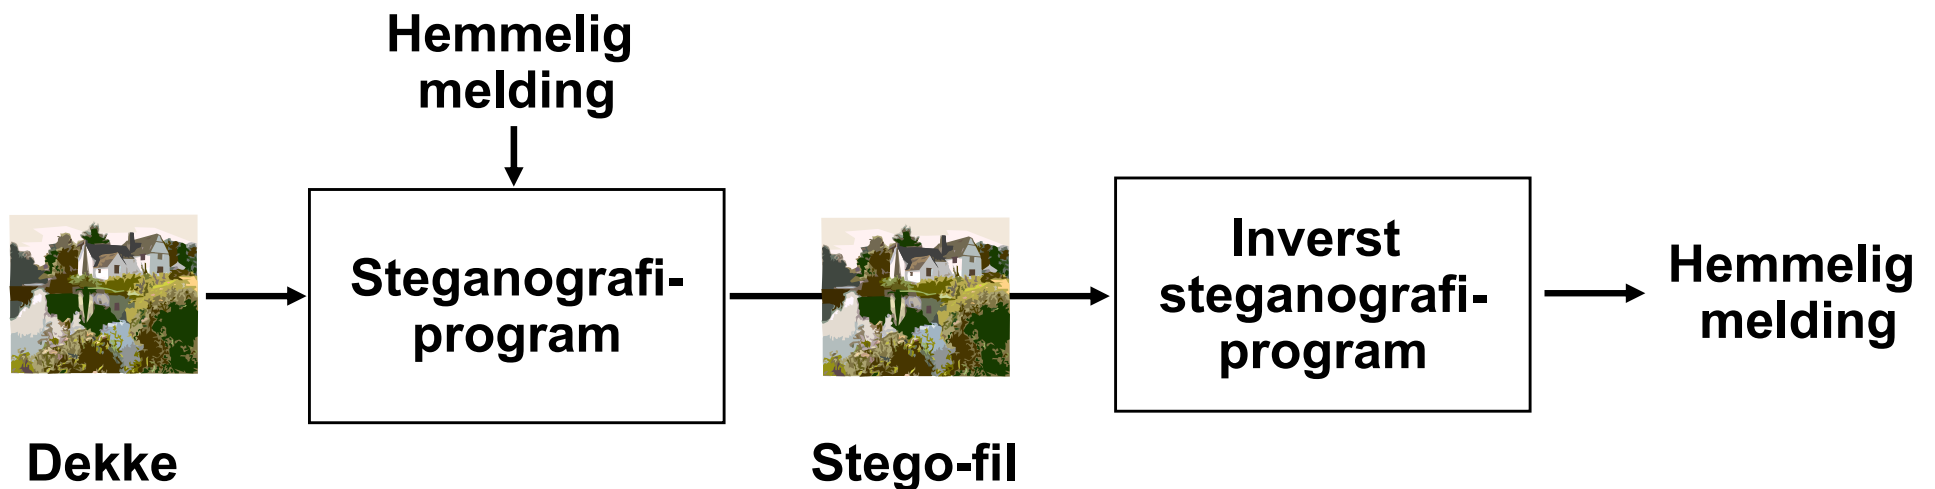 Hemmelig
melding
Steganografi-
program
Inverst
steganografi-
program
Hemmelig
melding
Dekke
Stego-fil